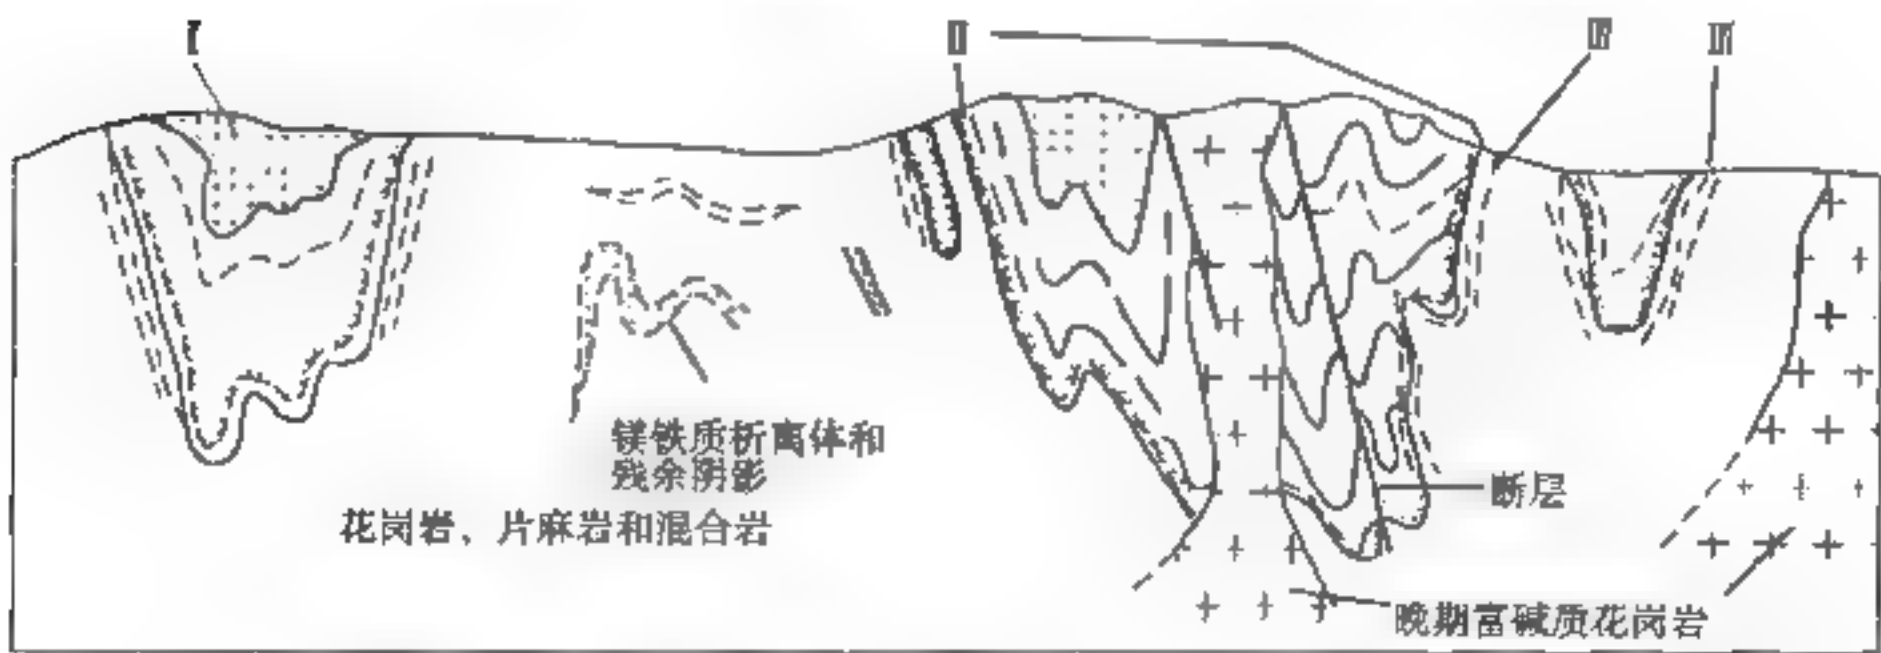 I
II
镁铁质析离体和
残余阴影
花岗岩、片麻岩和混合岩
断层
晚期富碱质花岗岩